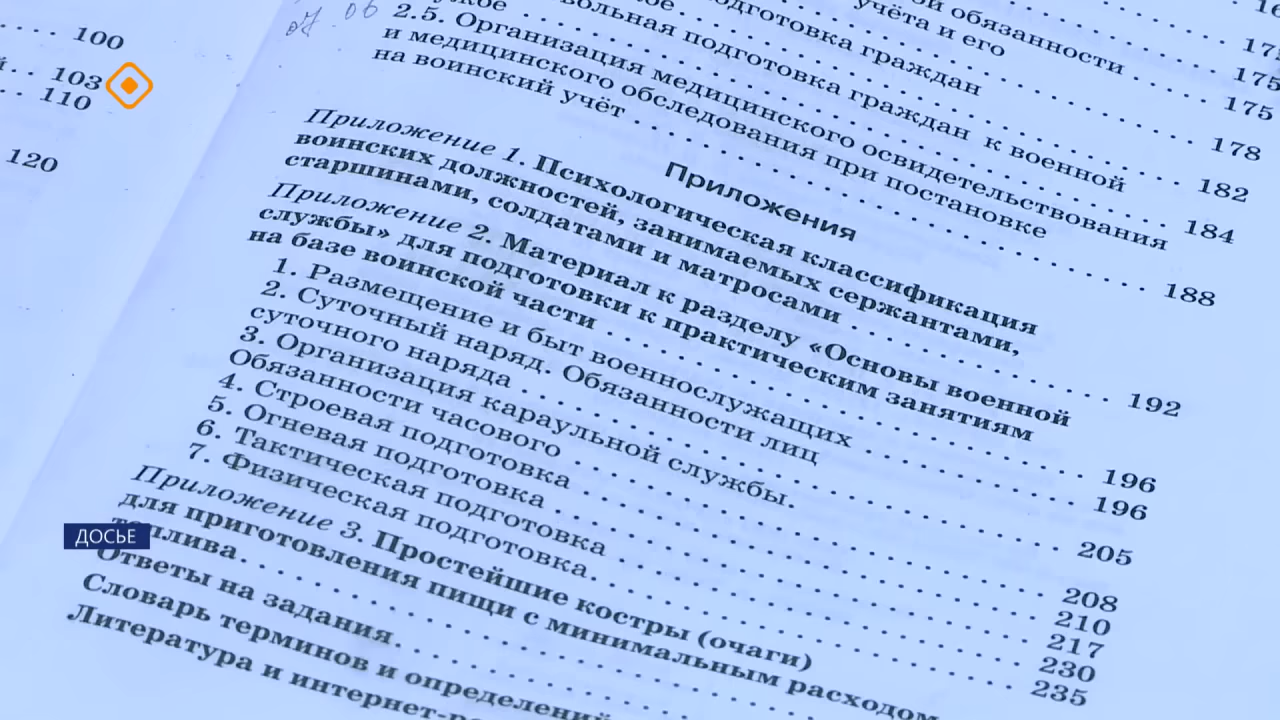 100
103
110
120
07.06
учёта и его
2.5. Организация медицинского освидетельствования
и медицинского обследования при постановке
на воинский учёт
175
175
178
182
184
188
Приложения
Приложение 1. Психологическая классификация
воинских должностей, занимаемых сержантами,
старшинами, солдатами и матросами 192
Приложение 2. Материал к разделу «Основы военной
службы» для подготовки к практическим занятиям
на базе воинской части 196
1. Размещение и быт военнослужащих 196
2. Суточный наряд. Обязанности лиц
суточного наряда 205
3. Организация караульной службы.
Обязанности часового 208
4. Строевая подготовка 210
5. Огневая подготовка 217
6. Тактическая подготовка 230
7. Физическая подготовка 235
Приложение 3. Простейшие костры (очаги)
для приготовления пищи с минимальным расходом
топлива
Ответы на задания
Словарь терминов и определений
Литература и
ДОСЬЕ